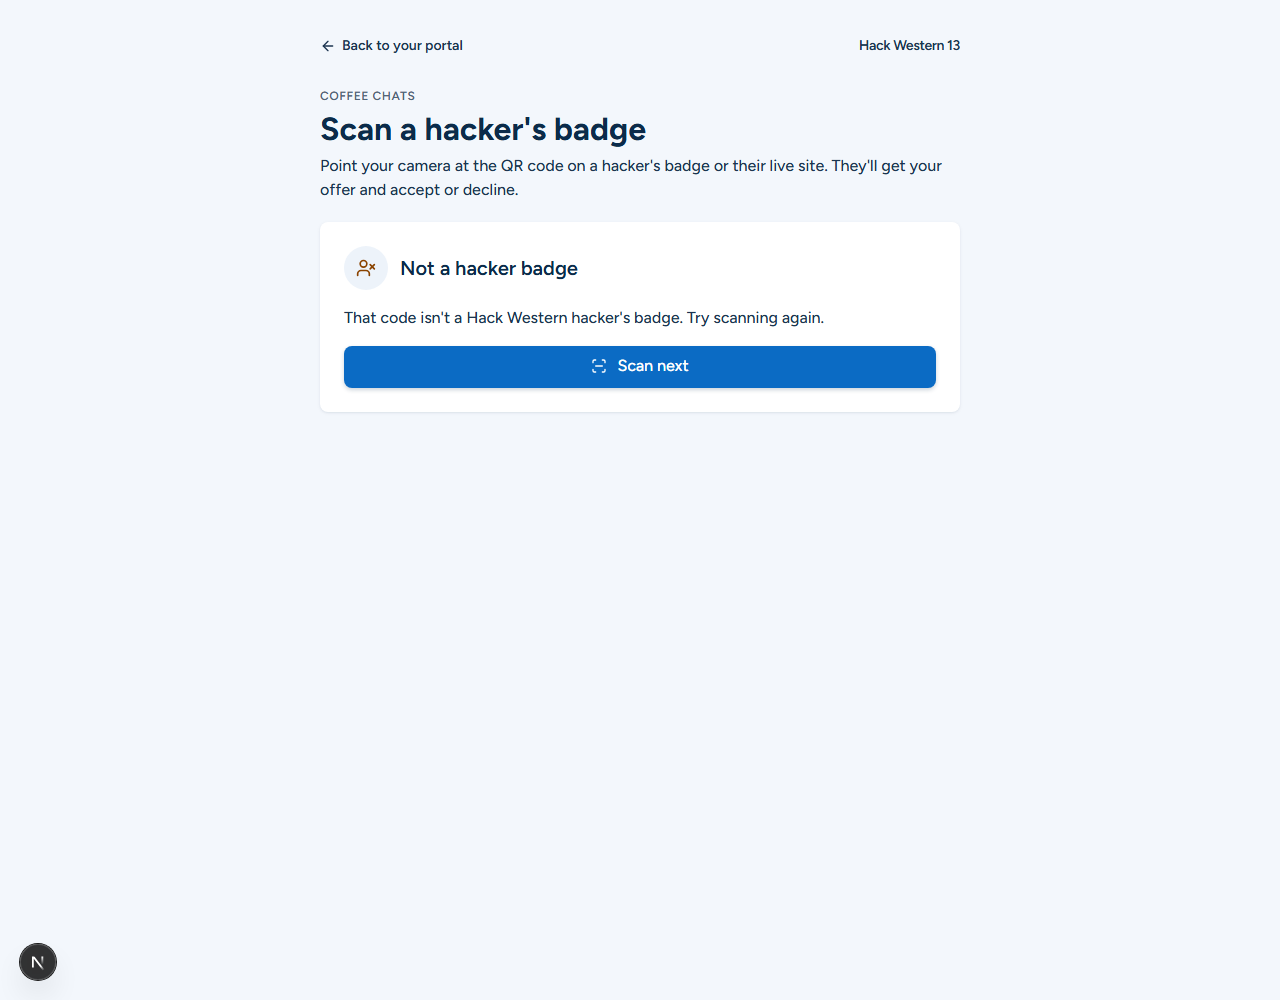 Back to your portal
Hack Western 13
COFFEE CHATS
Scan a hacker's badge
Point your camera at the QR code on a hacker's badge or their live site. They'll get your
offer and accept or decline.
Not a hacker badge
That code isn't a Hack Western hacker's badge. Try scanning again.
Scan next
N